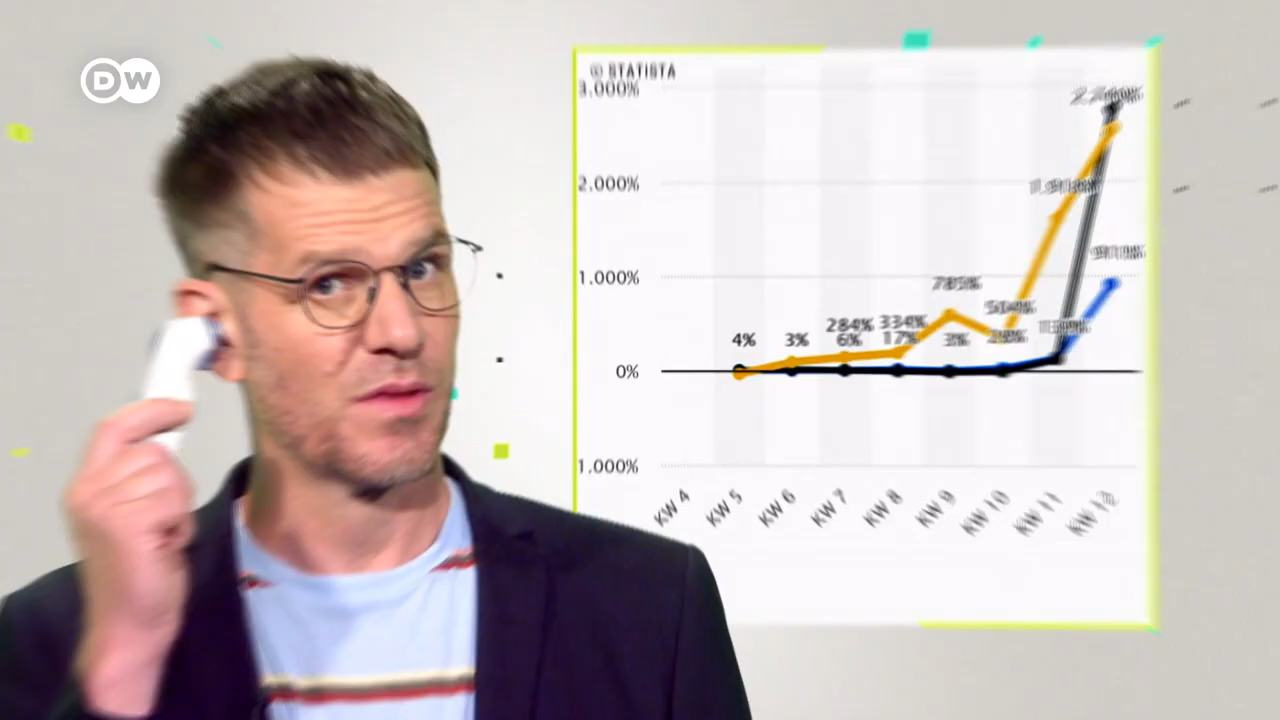 DW
© STATISTA
3.000%
2.000%
1.000%
785%
334%
284%
4%
3%
6%
17%
3%
0%
1,000%
KW 4
KW 5
KW 6
KW 7
KW 8
KW 9
KW 10
KW 11
KW 12